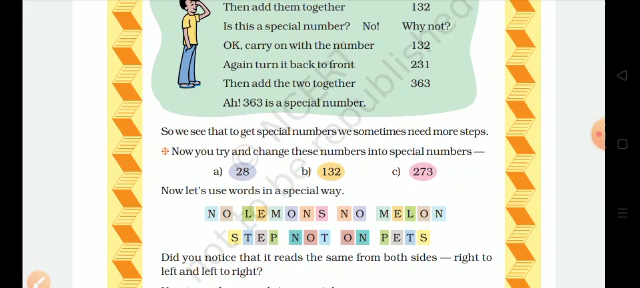 Then add them together 132
Is this a special number? No! Why not?
OK, carry on with the number 132
Again turn it back to front 231
Then add the two together 363
Ah! 363 is a special number.
So we see that to get special numbers we sometimes need more steps.
✤ Now you try and change these numbers into special numbers —
a) 28 b) 132 c) 273
Now let's use words in a special way.
NO LEMONS NO MELON
STEP NOT ON PETS
Did you notice that it reads the same from both sides — right to
left and left to right?
© NCERT
not to be republished